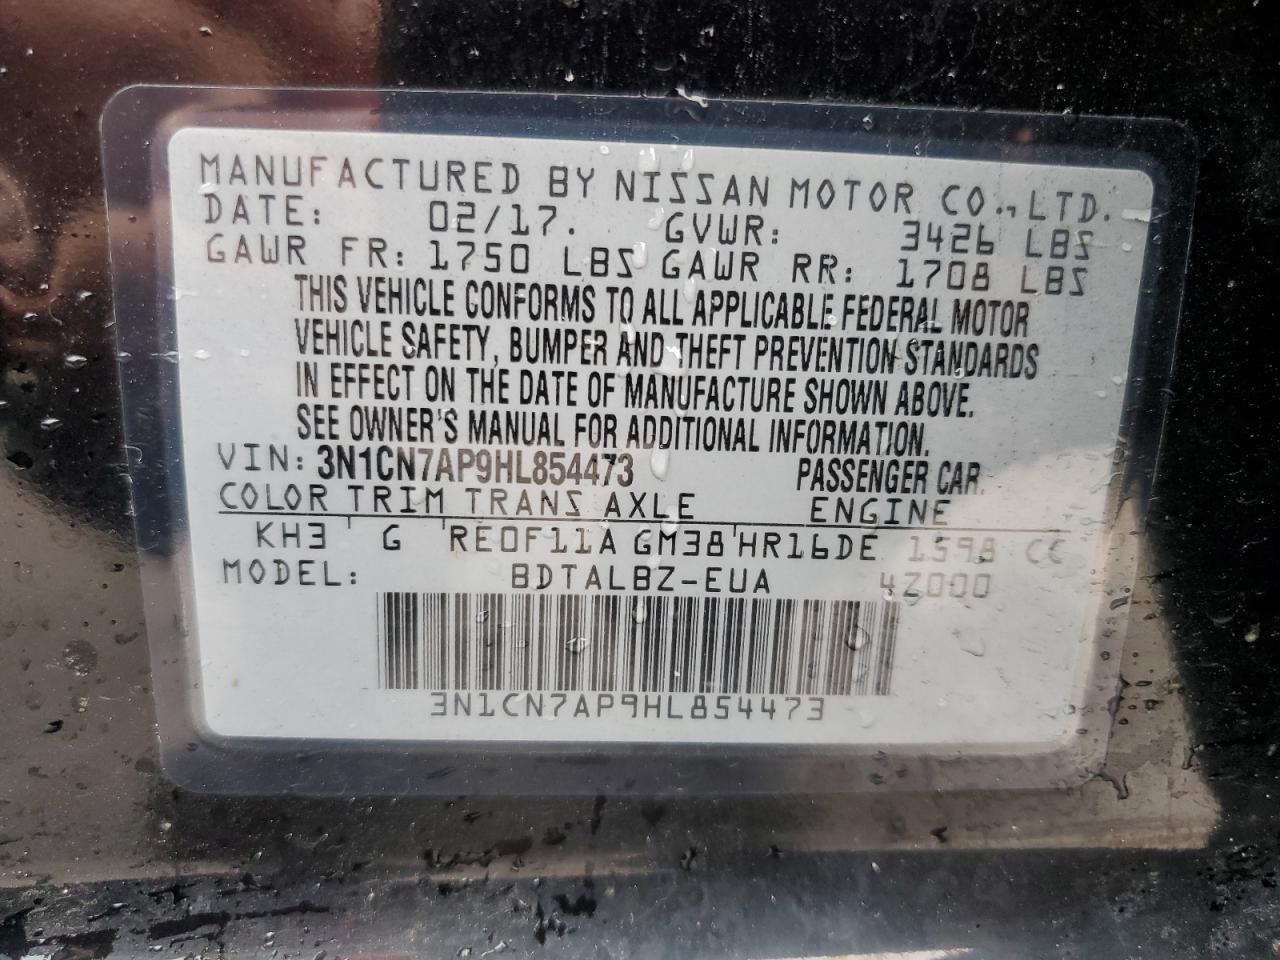 MANUFACTURED BY NISSAN MOTOR CO.,LTD.
DATE: 02/17. GVWR: 3426 LBS
GAWR FR: 1750 LBS GAWR RR: 1708 LBS
THIS VEHICLE CONFORMS TO ALL APPLICABLE FEDERAL MOTOR
VEHICLE SAFETY, BUMPER AND THEFT PREVENTION STANDARDS
IN EFFECT ON THE DATE OF MANUFACTURE SHOWN ABOVE.
SEE OWNER'S MANUAL FOR ADDITIONAL INFORMATION.
VIN: 3N1CN7AP9HL854473 PASSENGER CAR
COLOR TRIM TRANS AXLE ENGINE
KH3 ' G RE0F11A GM38'HR16DE 1598 CC
MODEL: BDTALBZ-EUA 4Z000
3N1CN7AP9HL854473